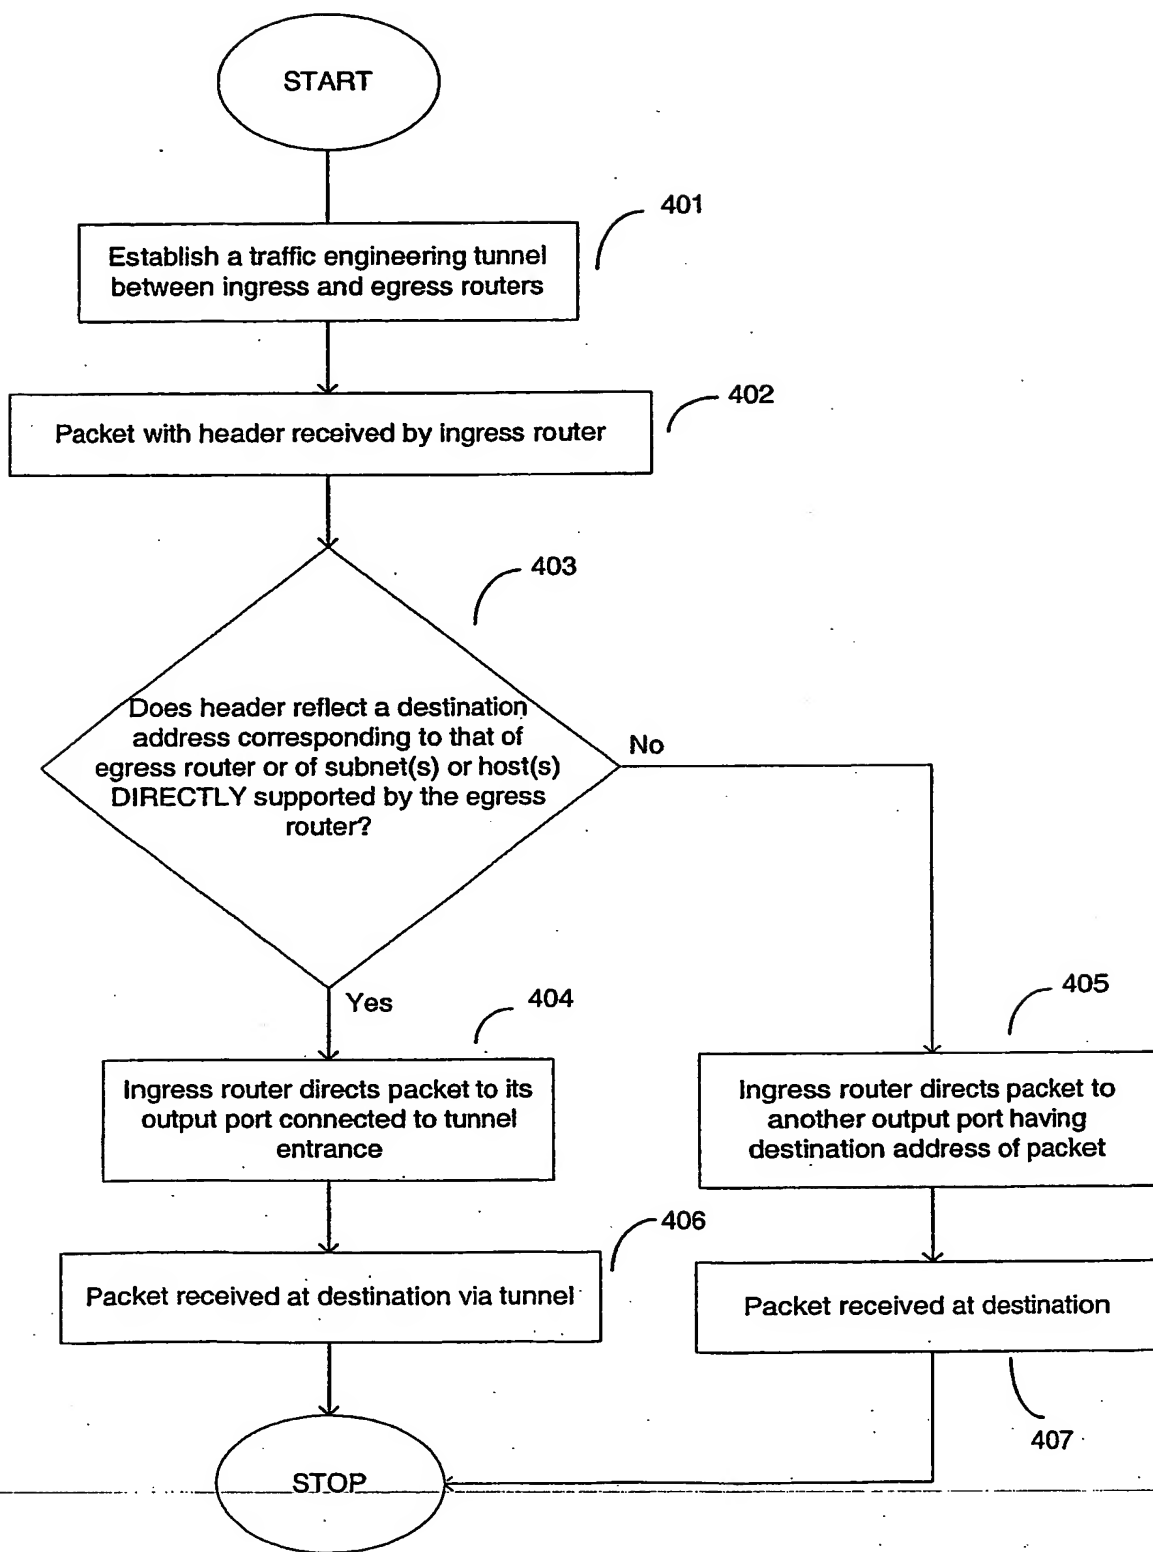 START
401
Establish a traffic engineering tunnel
between ingress and egress routers
402
Packet with header received by ingress router
403
Does header reflect a destination
address corresponding to that of
egress router or of subnet(s) or host(s)
DIRECTLY supported by the egress
router?
No
Yes
404
405
Ingress router directs packet to its
output port connected to tunnel
entrance
Ingress router directs packet to
another output port having
destination address of packet
406
Packet received at destination via tunnel
Packet received at destination
407
STOP